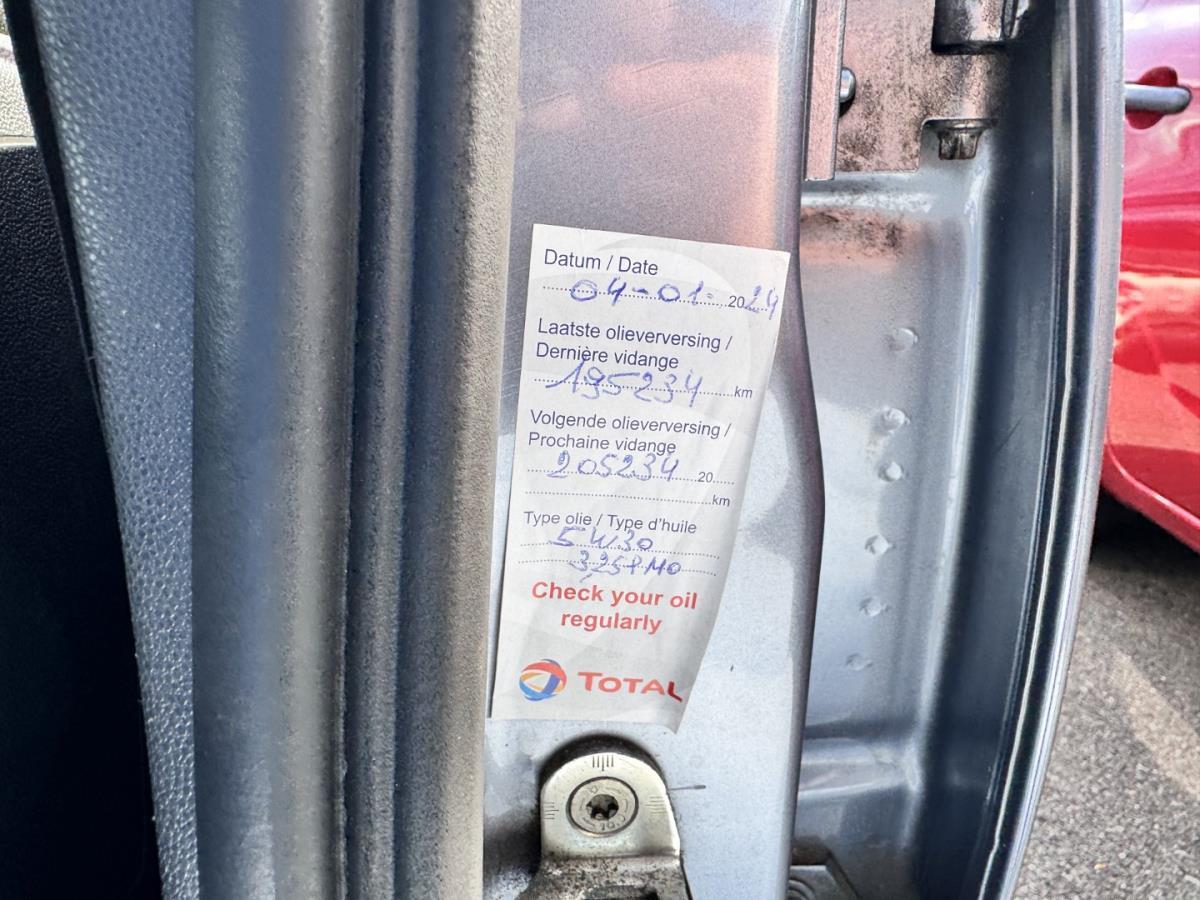 Datum / Date
04-01- 2024
Laatste olieverversing /
Dernière vidange
195234 km
Volgende olieverversing /
Prochaine vidange
205234 20
km
Type olie / Type d'huile
5W30
Check your oil
regularly
TOTAL